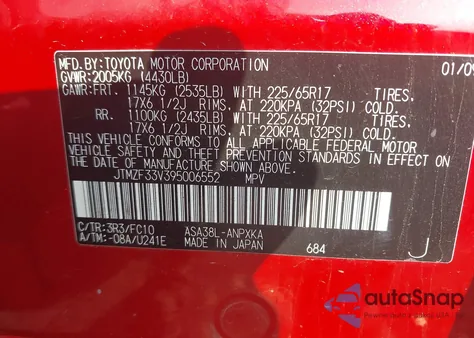 MFD.BY:TOYOTA MOTOR CORPORATION 01/09
GVWR:2005KG (4430LB)
GAWR:FRT. 1145KG (2535LB) WITH 225/65R17 TIRES,
17X6 1/2J RIMS, AT 220KPA (32PSI) COLD.
RR. 1100KG (2435LB) WITH 225/65R17 TIRES,
17X6 1/2J RIMS, AT 220KPA (32PSI) COLD.
THIS VEHICLE CONFORMS TO ALL APPLICABLE FEDERAL MOTOR
VEHICLE SAFETY AND THEFT PREVENTION STANDARDS IN EFFECT ON
THE DATE OF MANUFACTURE SHOWN ABOVE.
JTMZF33V395006552 MPV
C/TR:3R3/FC10 ASA38L-ANPXKA
A/TM:-08A/U241E MADE IN JAPAN 684 J
autoSnap